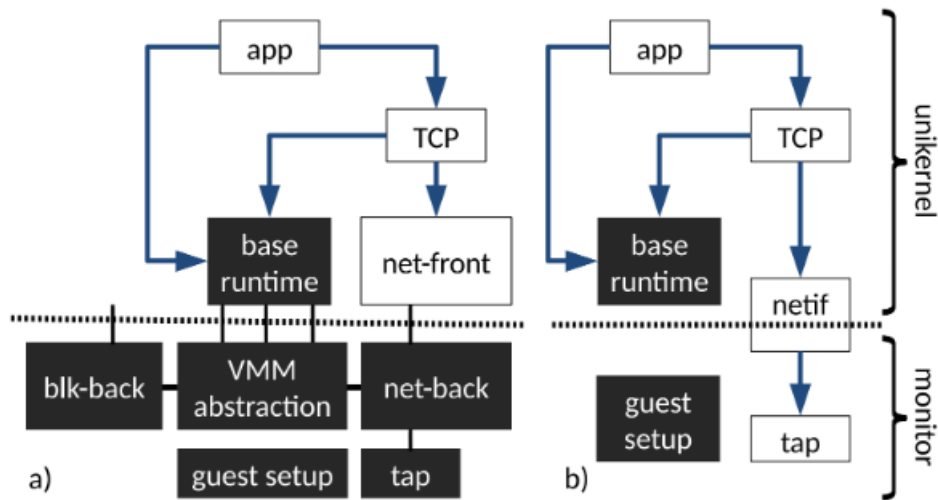 app
TCP
base
runtime
net-front
blk-back
VMM
abstraction
net-back
guest setup
tap
a)
app
TCP
base
runtime
netif
guest
setup
tap
b)
unikernel
monitor